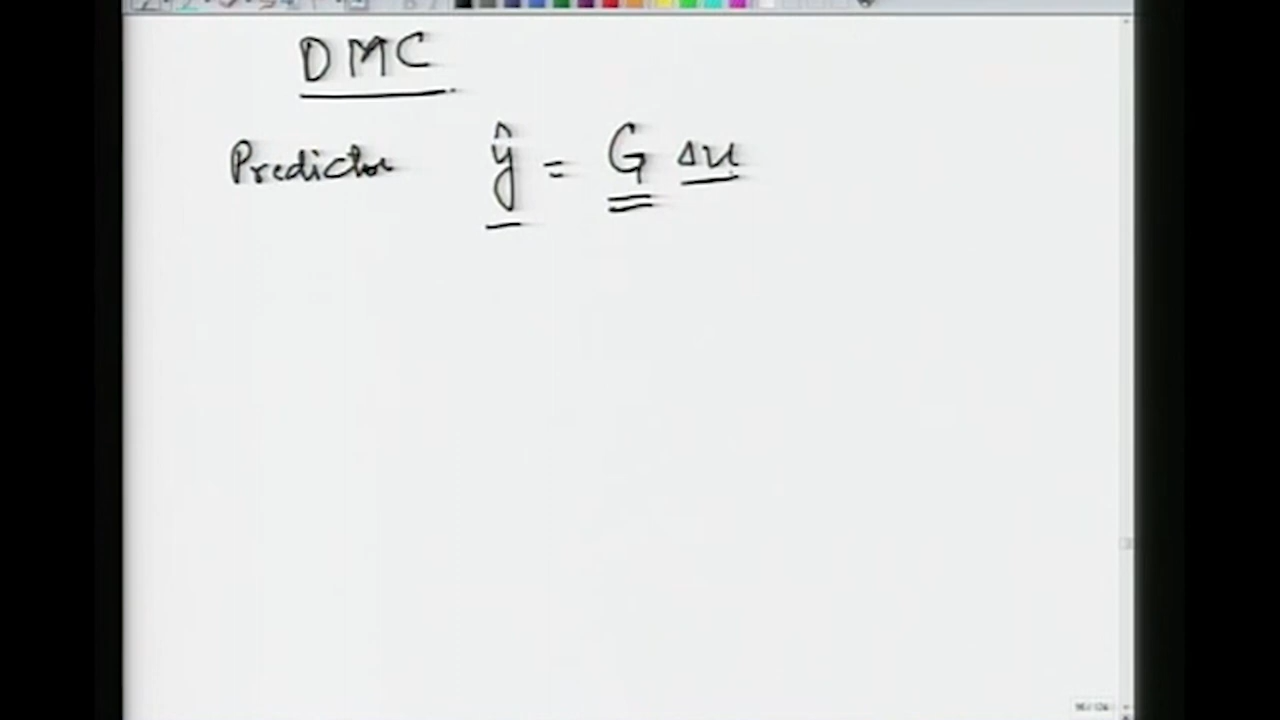 DMC
Predictor ŷ = G Δu